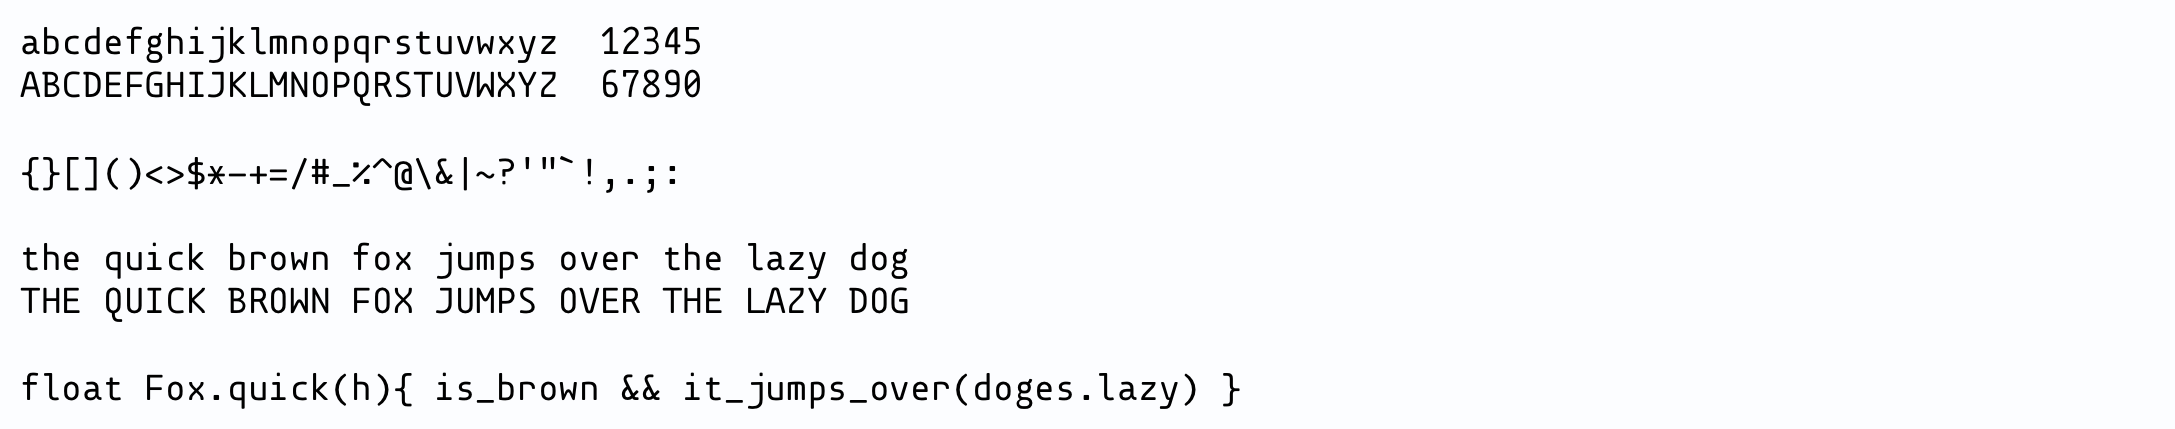 abcdefghijklmnopqrstuvwxyz  12345
ABCDEFGHIJKLMNOPQRSTUVWXYZ  67890
{}[]()<>$*-+=/#_%^@\&|~?'"`!,.;:
the quick brown fox jumps over the lazy dog
THE QUICK BROWN FOX JUMPS OVER THE LAZY DOG
float Fox.quick(h){ is_brown && it_jumps_over(doges.lazy) }